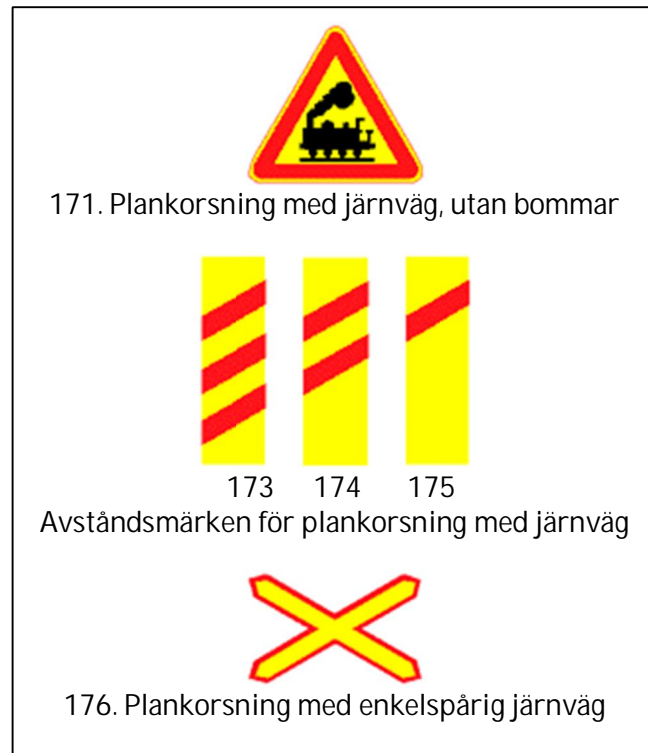 171. Plankorsning med järnväg, utan bommar
173 174 175
Avståndsmärken för plankorsning med järnväg
176. Plankorsning med enkelspårig järnväg